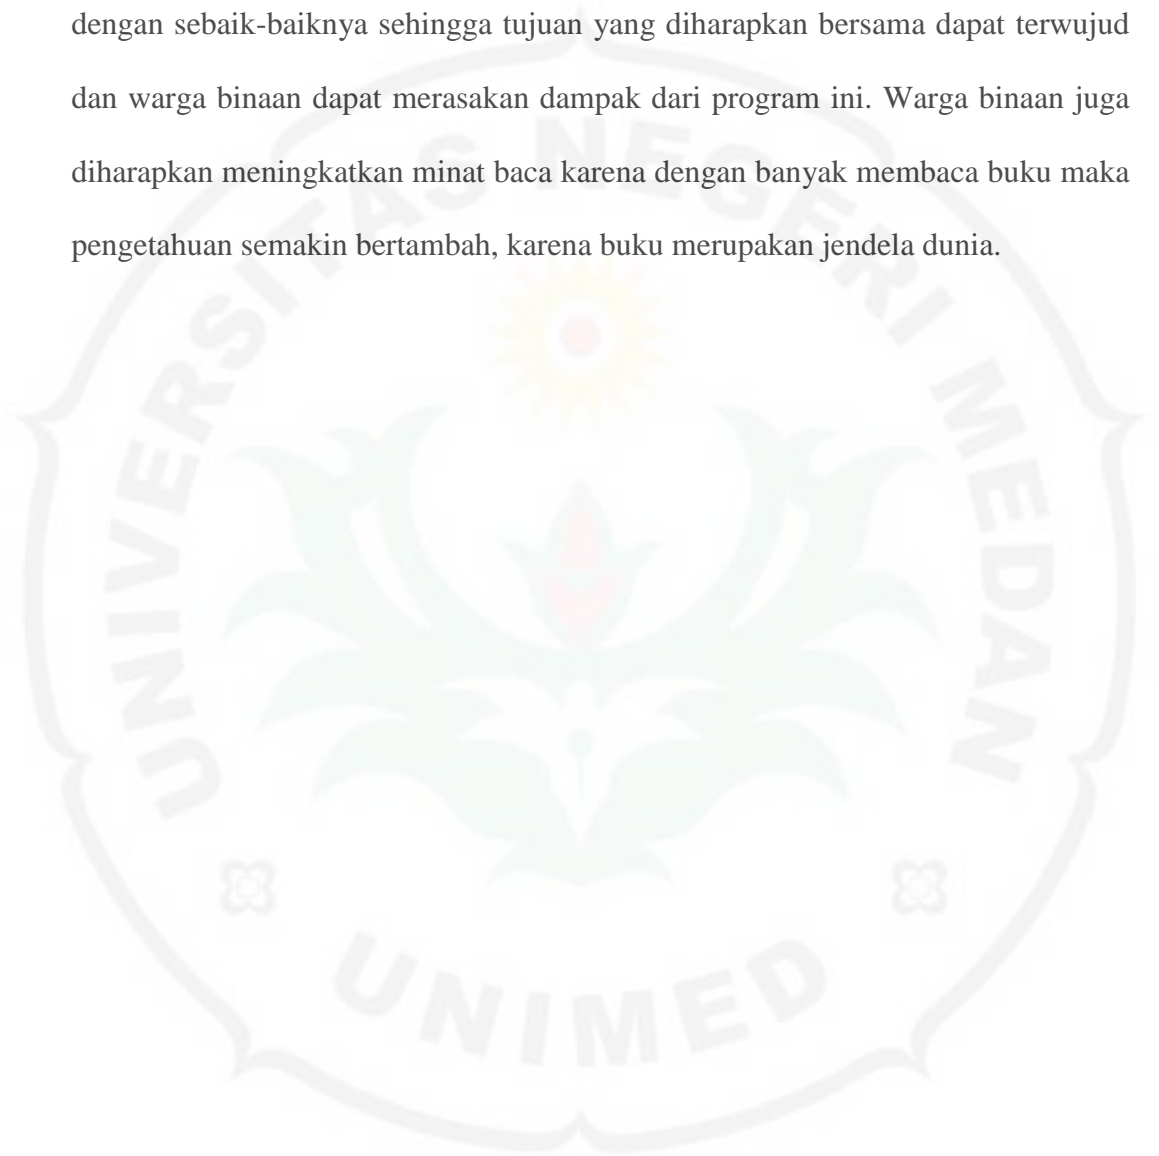 dengan sebaik-baiknya sehingga tujuan yang diharapkan bersama dapat terwujud
dan warga binaan dapat merasakan dampak dari program ini. Warga binaan juga
diharapkan meningkatkan minat baca karena dengan banyak membaca buku maka
pengetahuan semakin bertambah, karena buku merupakan jendela dunia.
UNIVERSITAS NEGERI MEDAN
UNIMED